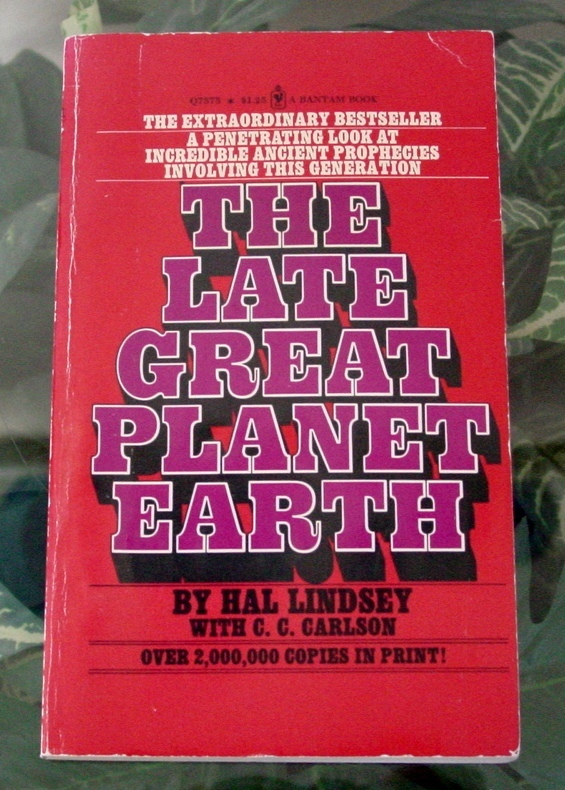 Q7575 ★ $1.25 A BANTAM BOOK
THE EXTRAORDINARY BESTSELLER
A PENETRATING LOOK AT
INCREDIBLE ANCIENT PROPHECIES
INVOLVING THIS GENERATION
THE
LATE
GREAT
PLANET
EARTH
BY HAL LINDSEY
WITH C. C. CARLSON
OVER 2,000,000 COPIES IN PRINT!